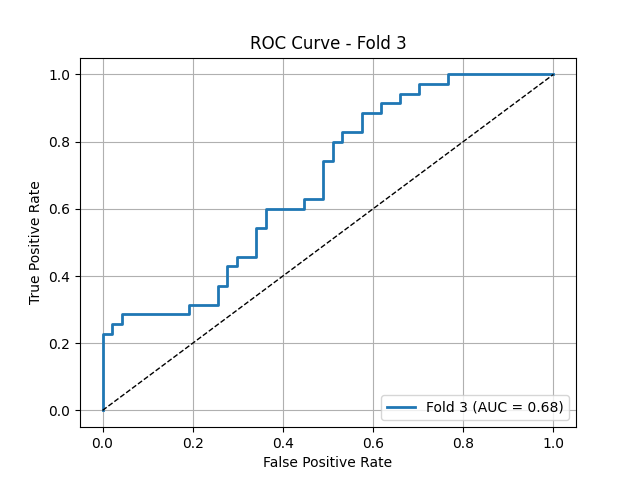 ROC Curve - Fold 3
True Positive Rate
1.0
0.8
0.6
0.4
0.2
0.0
Fold 3 (AUC = 0.68)
0.0 0.2 0.4 0.6 0.8 1.0
False Positive Rate